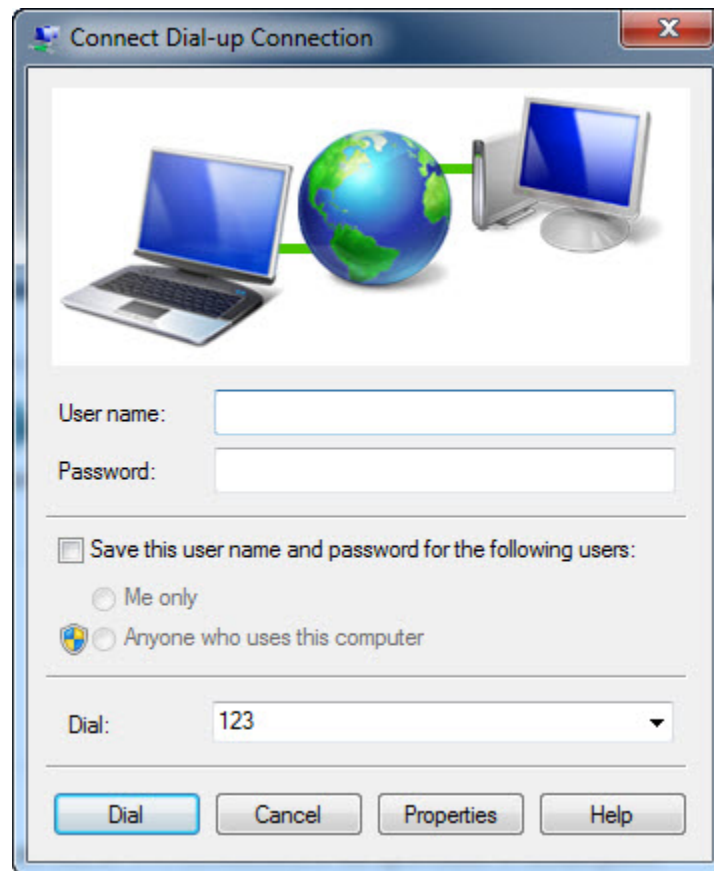 Connect Dial-up Connection
User name:
Password:
Save this user name and password for the following users:
Me only
Anyone who uses this computer
Dial: 123
Dial Cancel Properties Help